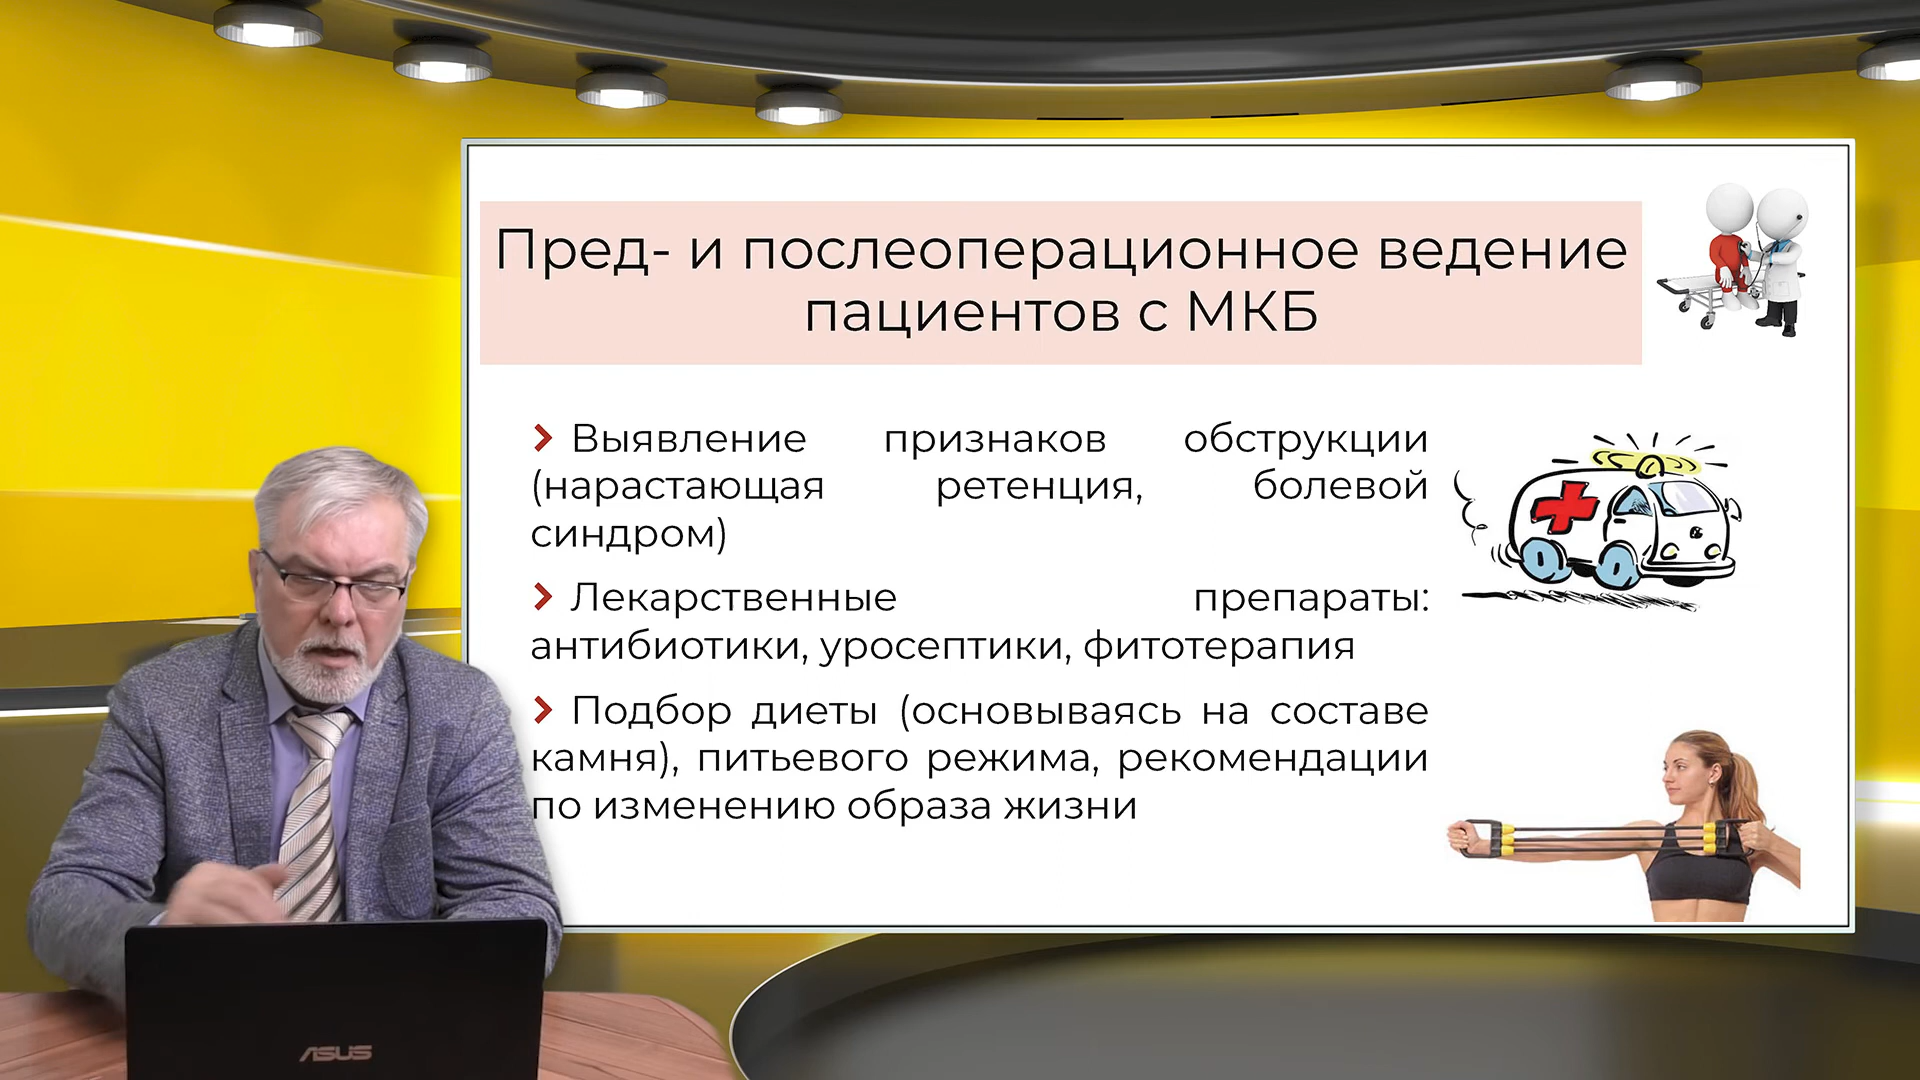 Пред- и послеоперационное ведение
пациентов с МКБ
Выявление признаков обструкции
(нарастающая ретенция, болевой
синдром)
Лекарственные препараты:
антибиотики, уросептики, фитотерапия
Подбор диеты (основываясь на составе
камня), питьевого режима, рекомендации
по изменению образа жизни
ASUS